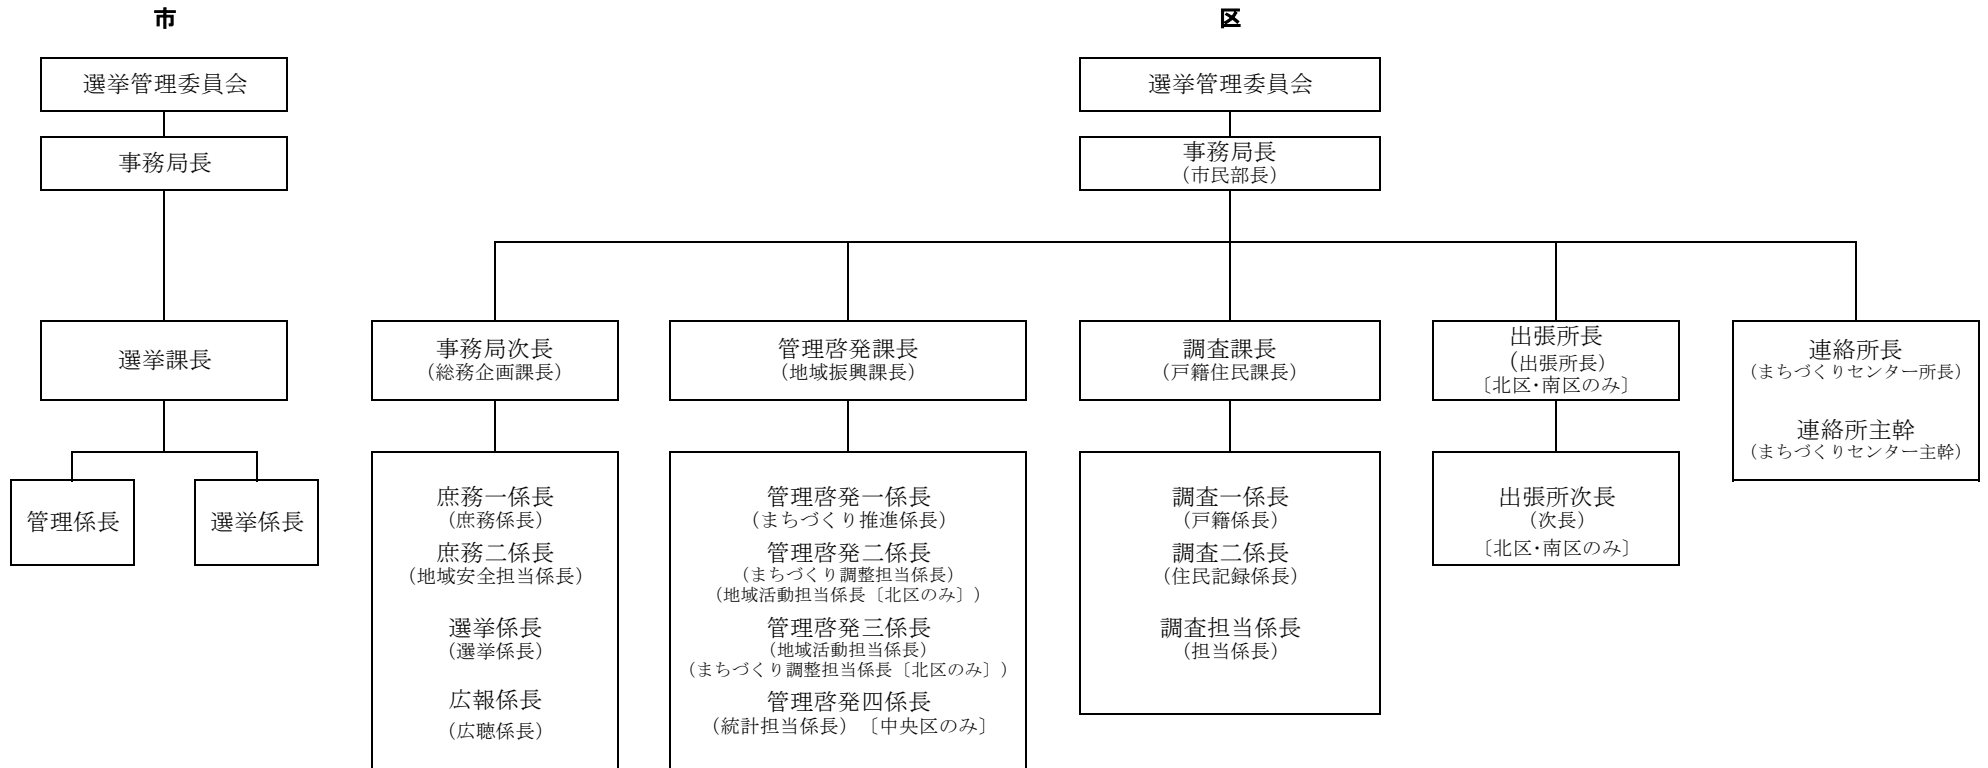 市
区
選挙管理委員会
選挙管理委員会
事務局長
事務局長
（市民部長）
選挙課長
事務局次長
（総務企画課長）
管理啓発課長
（地域振興課長）
調査課長
（戸籍住民課長）
出張所長
（出張所長）
〔北区･南区のみ〕
連絡所長
（まちづくりセンター所長）
連絡所主幹
（まちづくりセンター主幹）
管理係長
選挙係長
庶務一係長
（庶務係長）
庶務二係長
（地域安全担当係長）
選挙係長
（選挙係長）
広報係長
（広聴係長）
管理啓発一係長
（まちづくり推進係長）
管理啓発二係長
（まちづくり調整担当係長）
（地域活動担当係長〔北区のみ〕）
管理啓発三係長
（地域活動担当係長）
（まちづくり調整担当係長〔北区のみ〕）
管理啓発四係長
（統計担当係長）〔中央区のみ〕
調査一係長
（戸籍係長）
調査二係長
（住民記録係長）
調査担当係長
（担当係長）
出張所次長
（次長）
〔北区･南区のみ〕